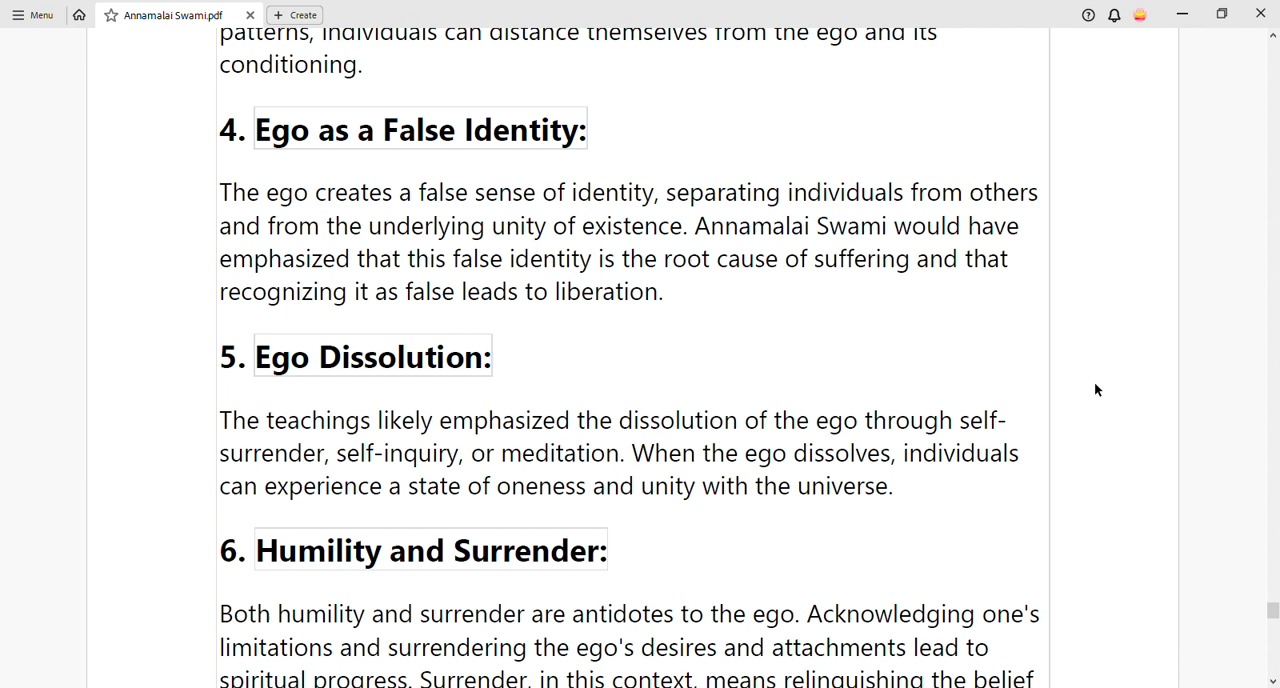 Menu
Annamalai Swami.pdf
Create
patterns, individuals can distance themselves from the ego and its
conditioning.
4. Ego as a False Identity:
The ego creates a false sense of identity, separating individuals from others
and from the underlying unity of existence. Annamalai Swami would have
emphasized that this false identity is the root cause of suffering and that
recognizing it as false leads to liberation.
5. Ego Dissolution:
The teachings likely emphasized the dissolution of the ego through self-
surrender, self-inquiry, or meditation. When the ego dissolves, individuals
can experience a state of oneness and unity with the universe.
6. Humility and Surrender:
Both humility and surrender are antidotes to the ego. Acknowledging one's
limitations and surrendering the ego's desires and attachments lead to
spiritual progress. Surrender, in this context, means relinquishing the belief